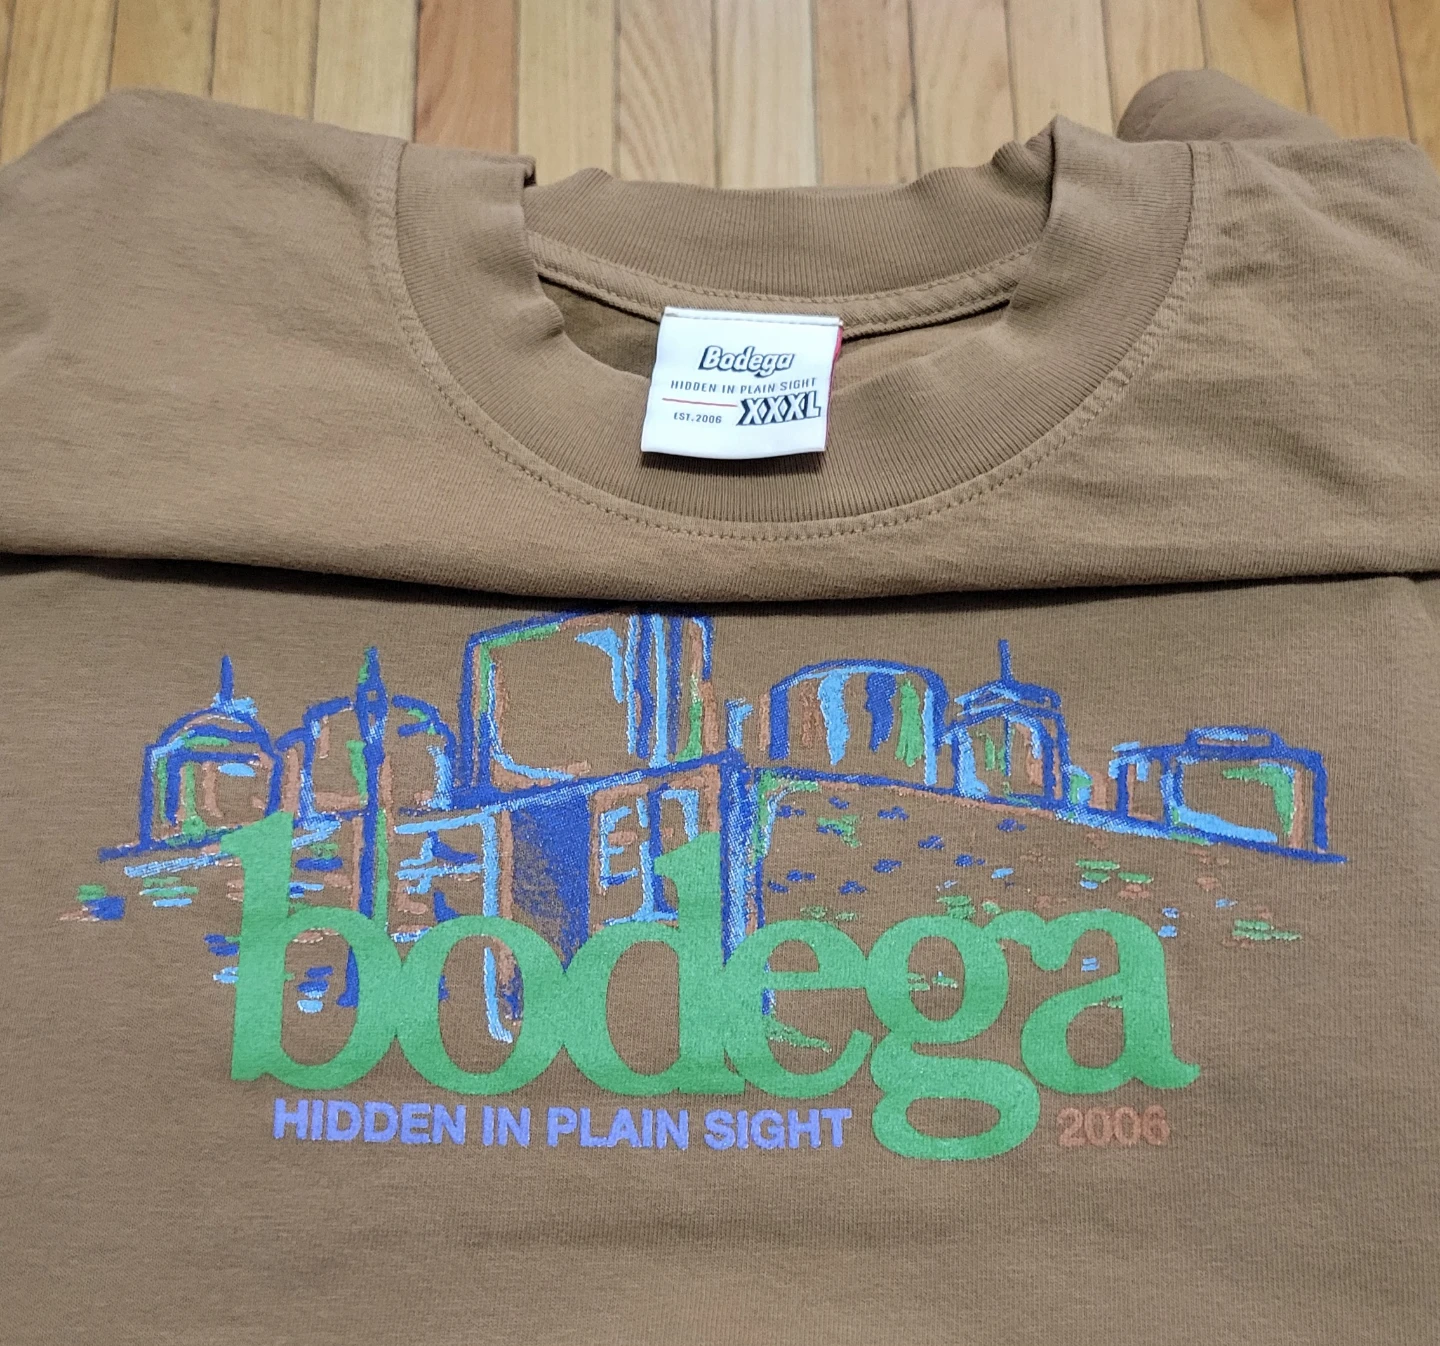 Bodega
HIDDEN IN PLAIN SIGHT
EST.2006 XXXL
bodega
HIDDEN IN PLAIN SIGHT 2006